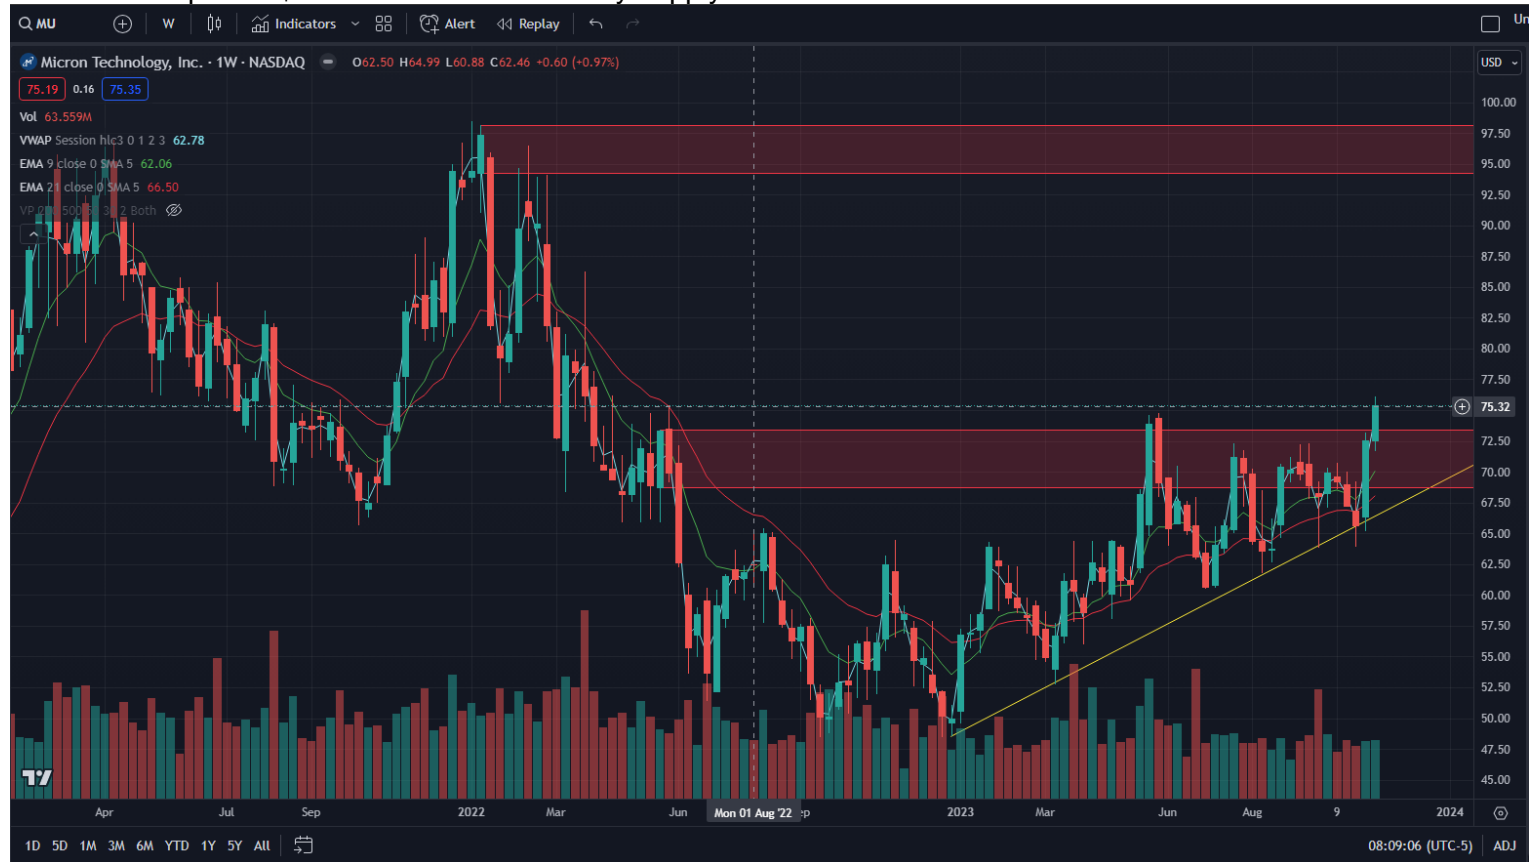 MU W Indicators Alert Replay
Micron Technology, Inc. · 1W · NASDAQ O62.50 H64.99 L60.88 C62.46 +0.60 (+0.97%) USD
75.19 0.16 75.35
Vol 63.559M
VWAP Session hlc3 0 1 2 3 62.78
EMA 9 close 0 SMA 5 62.06
EMA 21 close 0 SMA 5 66.50
2 Both
100.00
97.50
95.00
92.50
90.00
87.50
85.00
82.50
80.00
77.50
75.32
72.50
70.00
67.50
65.00
62.50
60.00
57.50
55.00
52.50
50.00
47.50
45.00
Apr Jul Sep 2022 Mar Jun Mon 01 Aug '22 2023 Mar Jun Aug 9 2024
1D 5D 1M 3M 6M YTD 1Y 5Y All 08:09:06 (UTC-5) ADJ